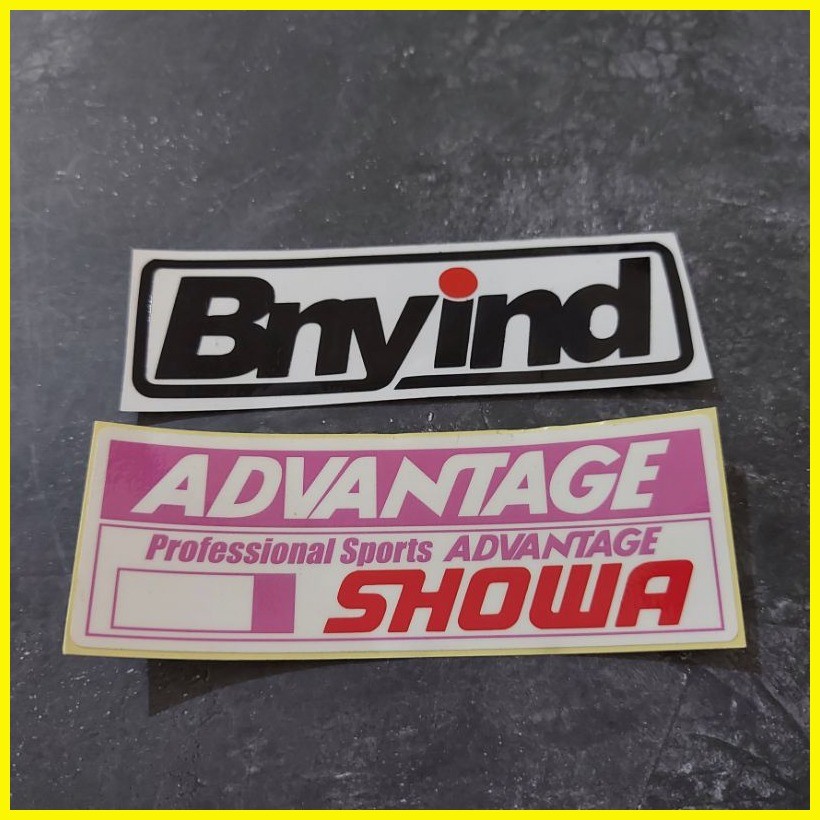 Bnyind
ADVANTAGE
Professional Sports ADVANTAGE
SHOWA